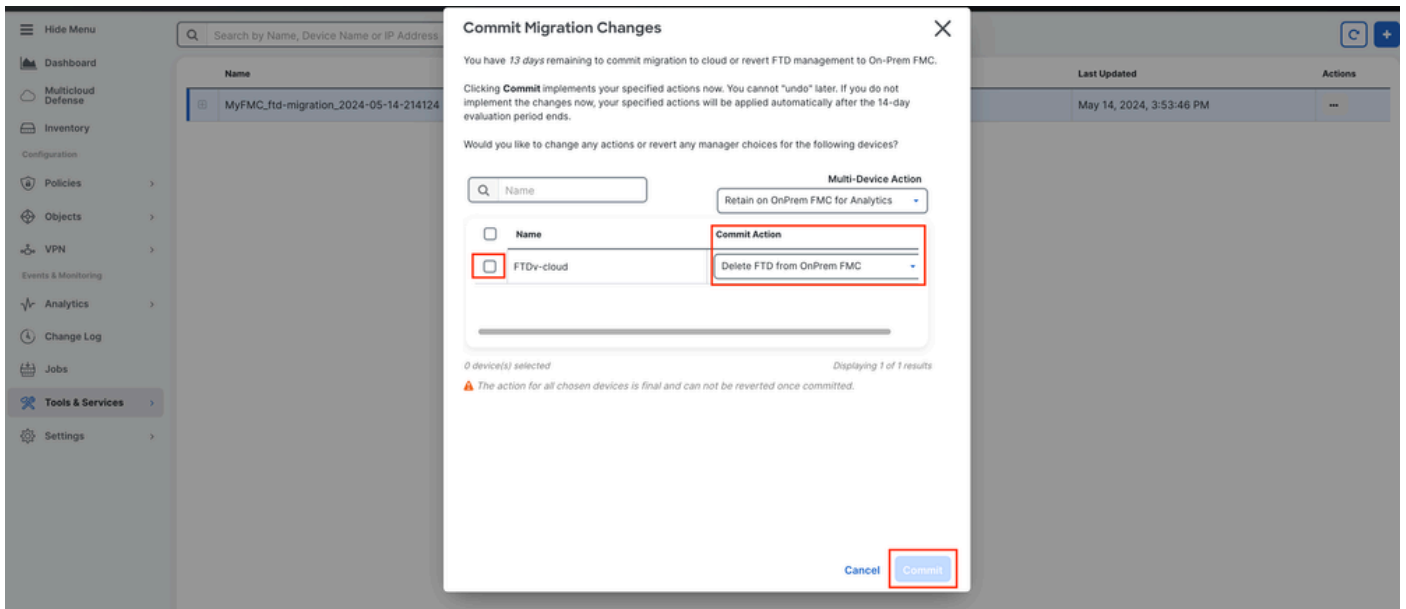 Hide Menu
Dashboard
Multicloud
Defense
Inventory
Configuration
Policies
Objects
VPN
Events & Monitoring
Analytics
Change Log
Jobs
Tools & Services
Settings
Search by Name, Device Name or IP Address
Name
Last Updated
Actions
MyFMC_ftd-migration_2024-05-14-214124
May 14, 2024, 3:53:46 PM
Commit Migration Changes
You have 13 days remaining to commit migration to cloud or revert FTD management to On-Prem FMC.
Clicking Commit implements your specified actions now. You cannot "undo" later. If you do not
implement the changes now, your specified actions will be applied automatically after the 14-day
evaluation period ends.
Would you like to change any actions or revert any manager choices for the following devices?
Multi-Device Action
Name
Retain on OnPrem FMC for Analytics
Name
Commit Action
FTDv-cloud
Delete FTD from OnPrem FMC
0 device(s) selected
Displaying 1 of 1 results
The action for all chosen devices is final and can not be reverted once committed.
Cancel
Commit